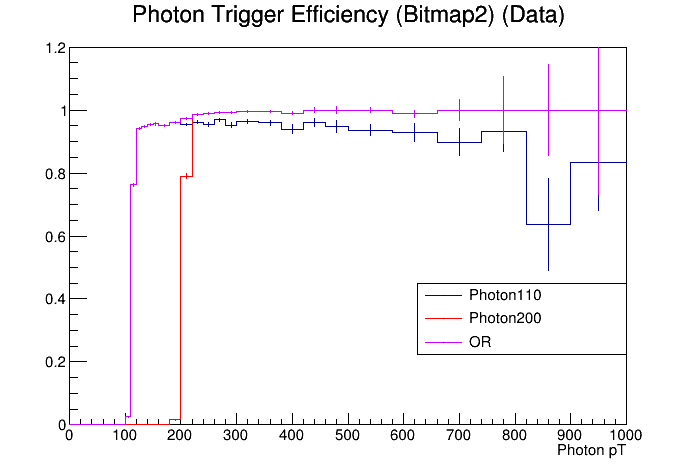 Photon Trigger Efficiency (Bitmap2) (Data)
1.2
1
0.8
0.6
0.4
0.2
0
Photon110
Photon200
OR
0 100 200 300 400 500 600 700 800 900 1000
Photon pT